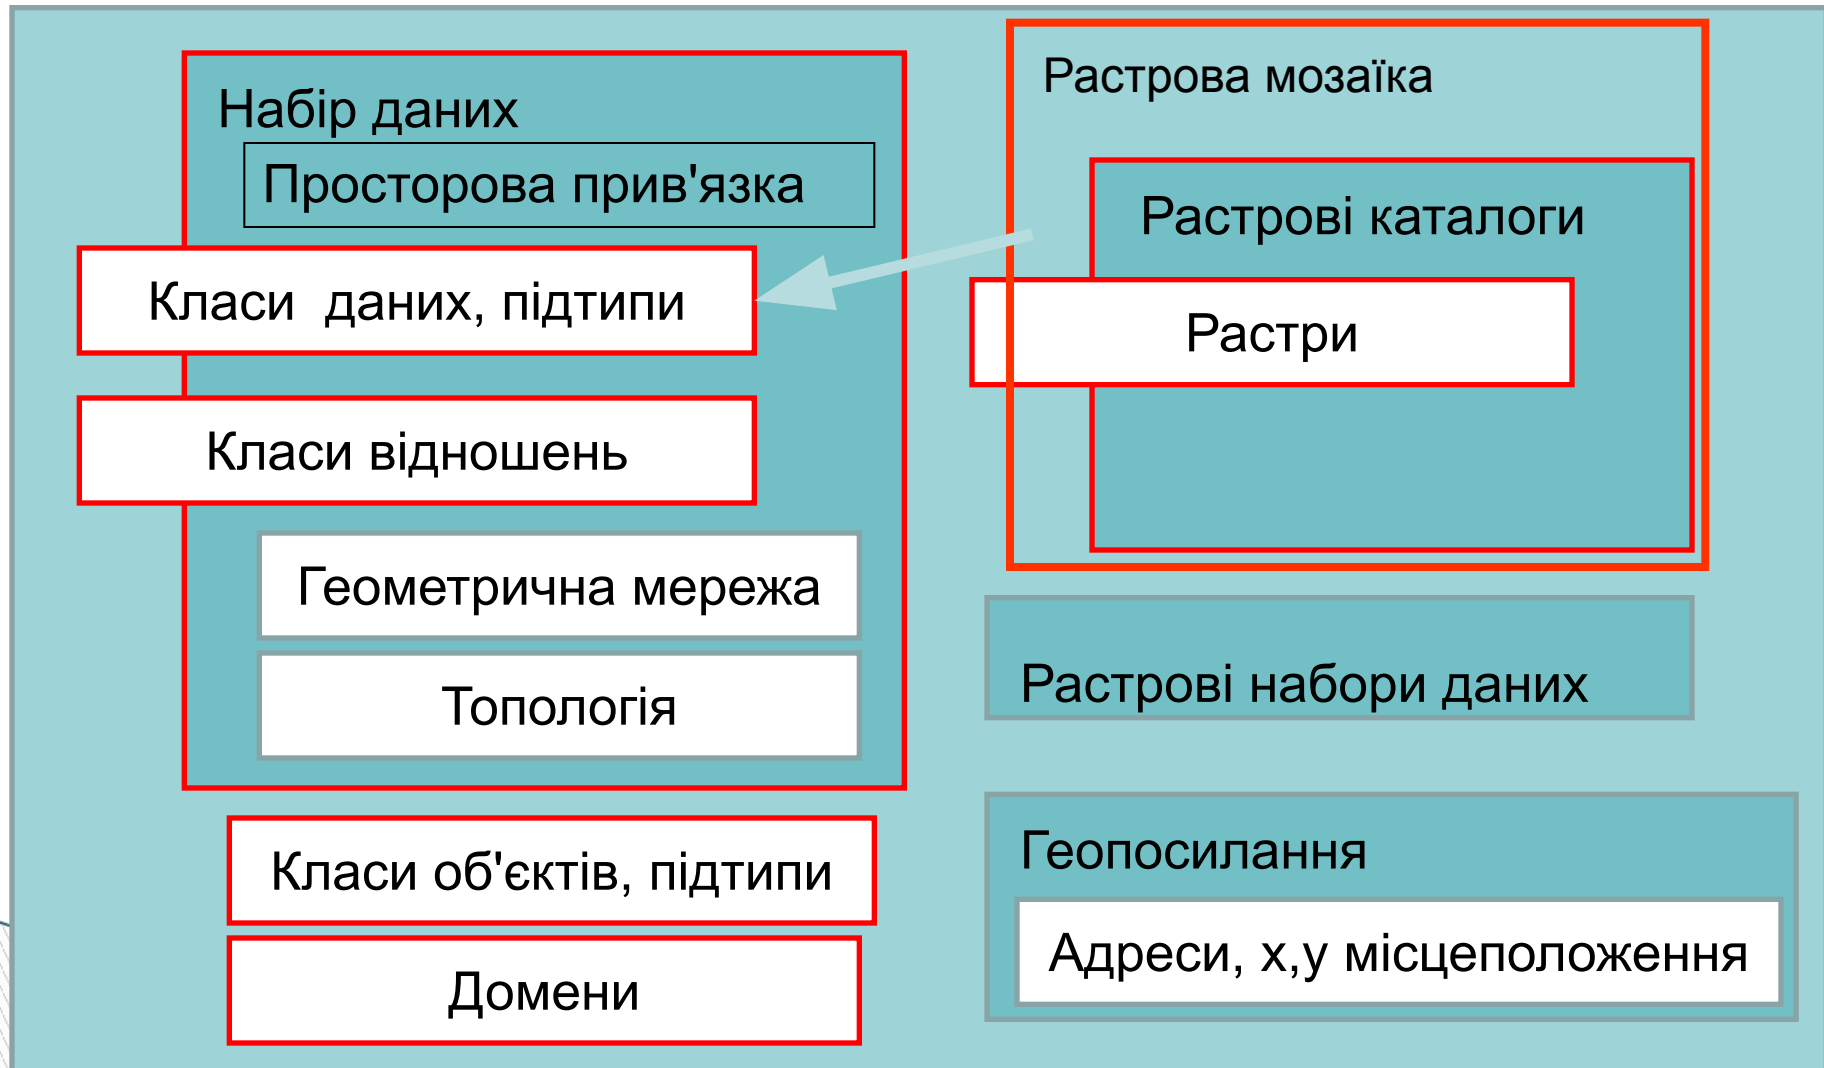 Набір даних
Просторова прив'язка
Класи  даних, підтипи
Класи відношень
Геометрична мережа
Топологія
Класи об'єктів, підтипи
Домени
Растрова мозаїка
Растрові каталоги
Растри
Растрові набори даних
Геопосилання
Адреси, х,у місцеположення